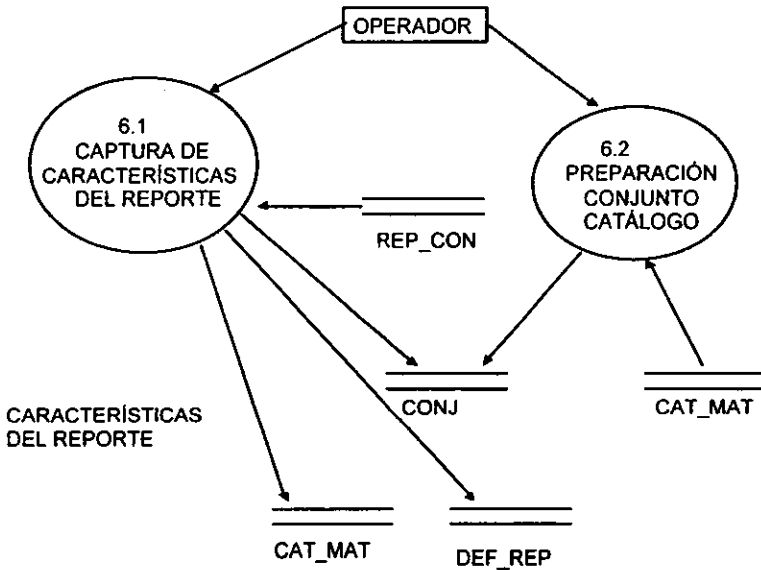 OPERADOR
6.1
CAPTURA DE
CARACTERÍSTICAS
DEL REPORTE
6.2
PREPARACIÓN
CONJUNTO
CATÁLOGO
REP_CON
CONJ
CAT_MAT
CARACTERÍSTICAS
DEL REPORTE
CAT_MAT
DEF_REP